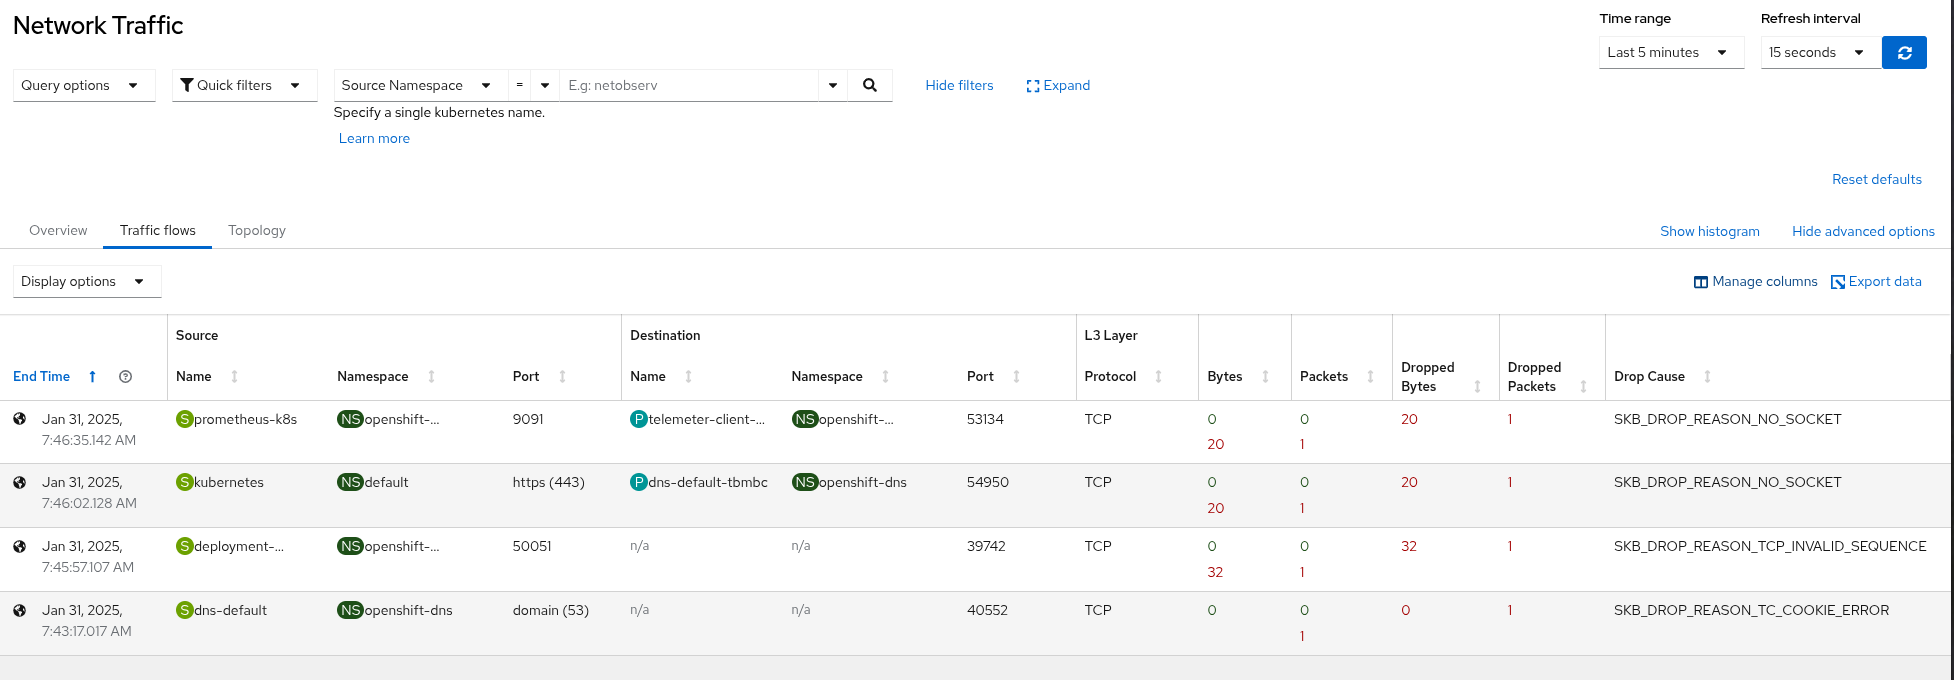 Network Traffic
Time range
Refresh interval
Last 5 minutes
15 seconds
Query options
Quick filters
Source Namespace
=
E.g: netobserv
Hide filters
Expand
Specify a single kubernetes name.
Learn more
Reset defaults
Overview Traffic flows Topology
Show histogram Hide advanced options
Display options
Manage columns Export data
Source Destination L3 Layer
End Time Name Namespace Port Name Namespace Port Protocol Bytes Packets Dropped Bytes Dropped Packets Drop Cause
Jan 31, 2025, S prometheus-k8s NS openshift-... 9091 P telemeter-client-... NS openshift-... 53134 TCP 0 0 20 1 SKB_DROP_REASON_NO_SOCKET
7:46:35.142 AM 20 1
Jan 31, 2025, S kubernetes NS default https (443) P dns-default-tbmbc NS openshift-dns 54950 TCP 0 0 20 1 SKB_DROP_REASON_NO_SOCKET
7:46:02.128 AM 20 1
Jan 31, 2025, S deployment-... NS openshift-... 50051 n/a n/a 39742 TCP 0 0 32 1 SKB_DROP_REASON_TCP_INVALID_SEQUENCE
7:45:57.107 AM 32 1
Jan 31, 2025, S dns-default NS openshift-dns domain (53) n/a n/a 40552 TCP 0 0 0 1 SKB_DROP_REASON_TC_COOKIE_ERROR
7:43:17.017 AM 1